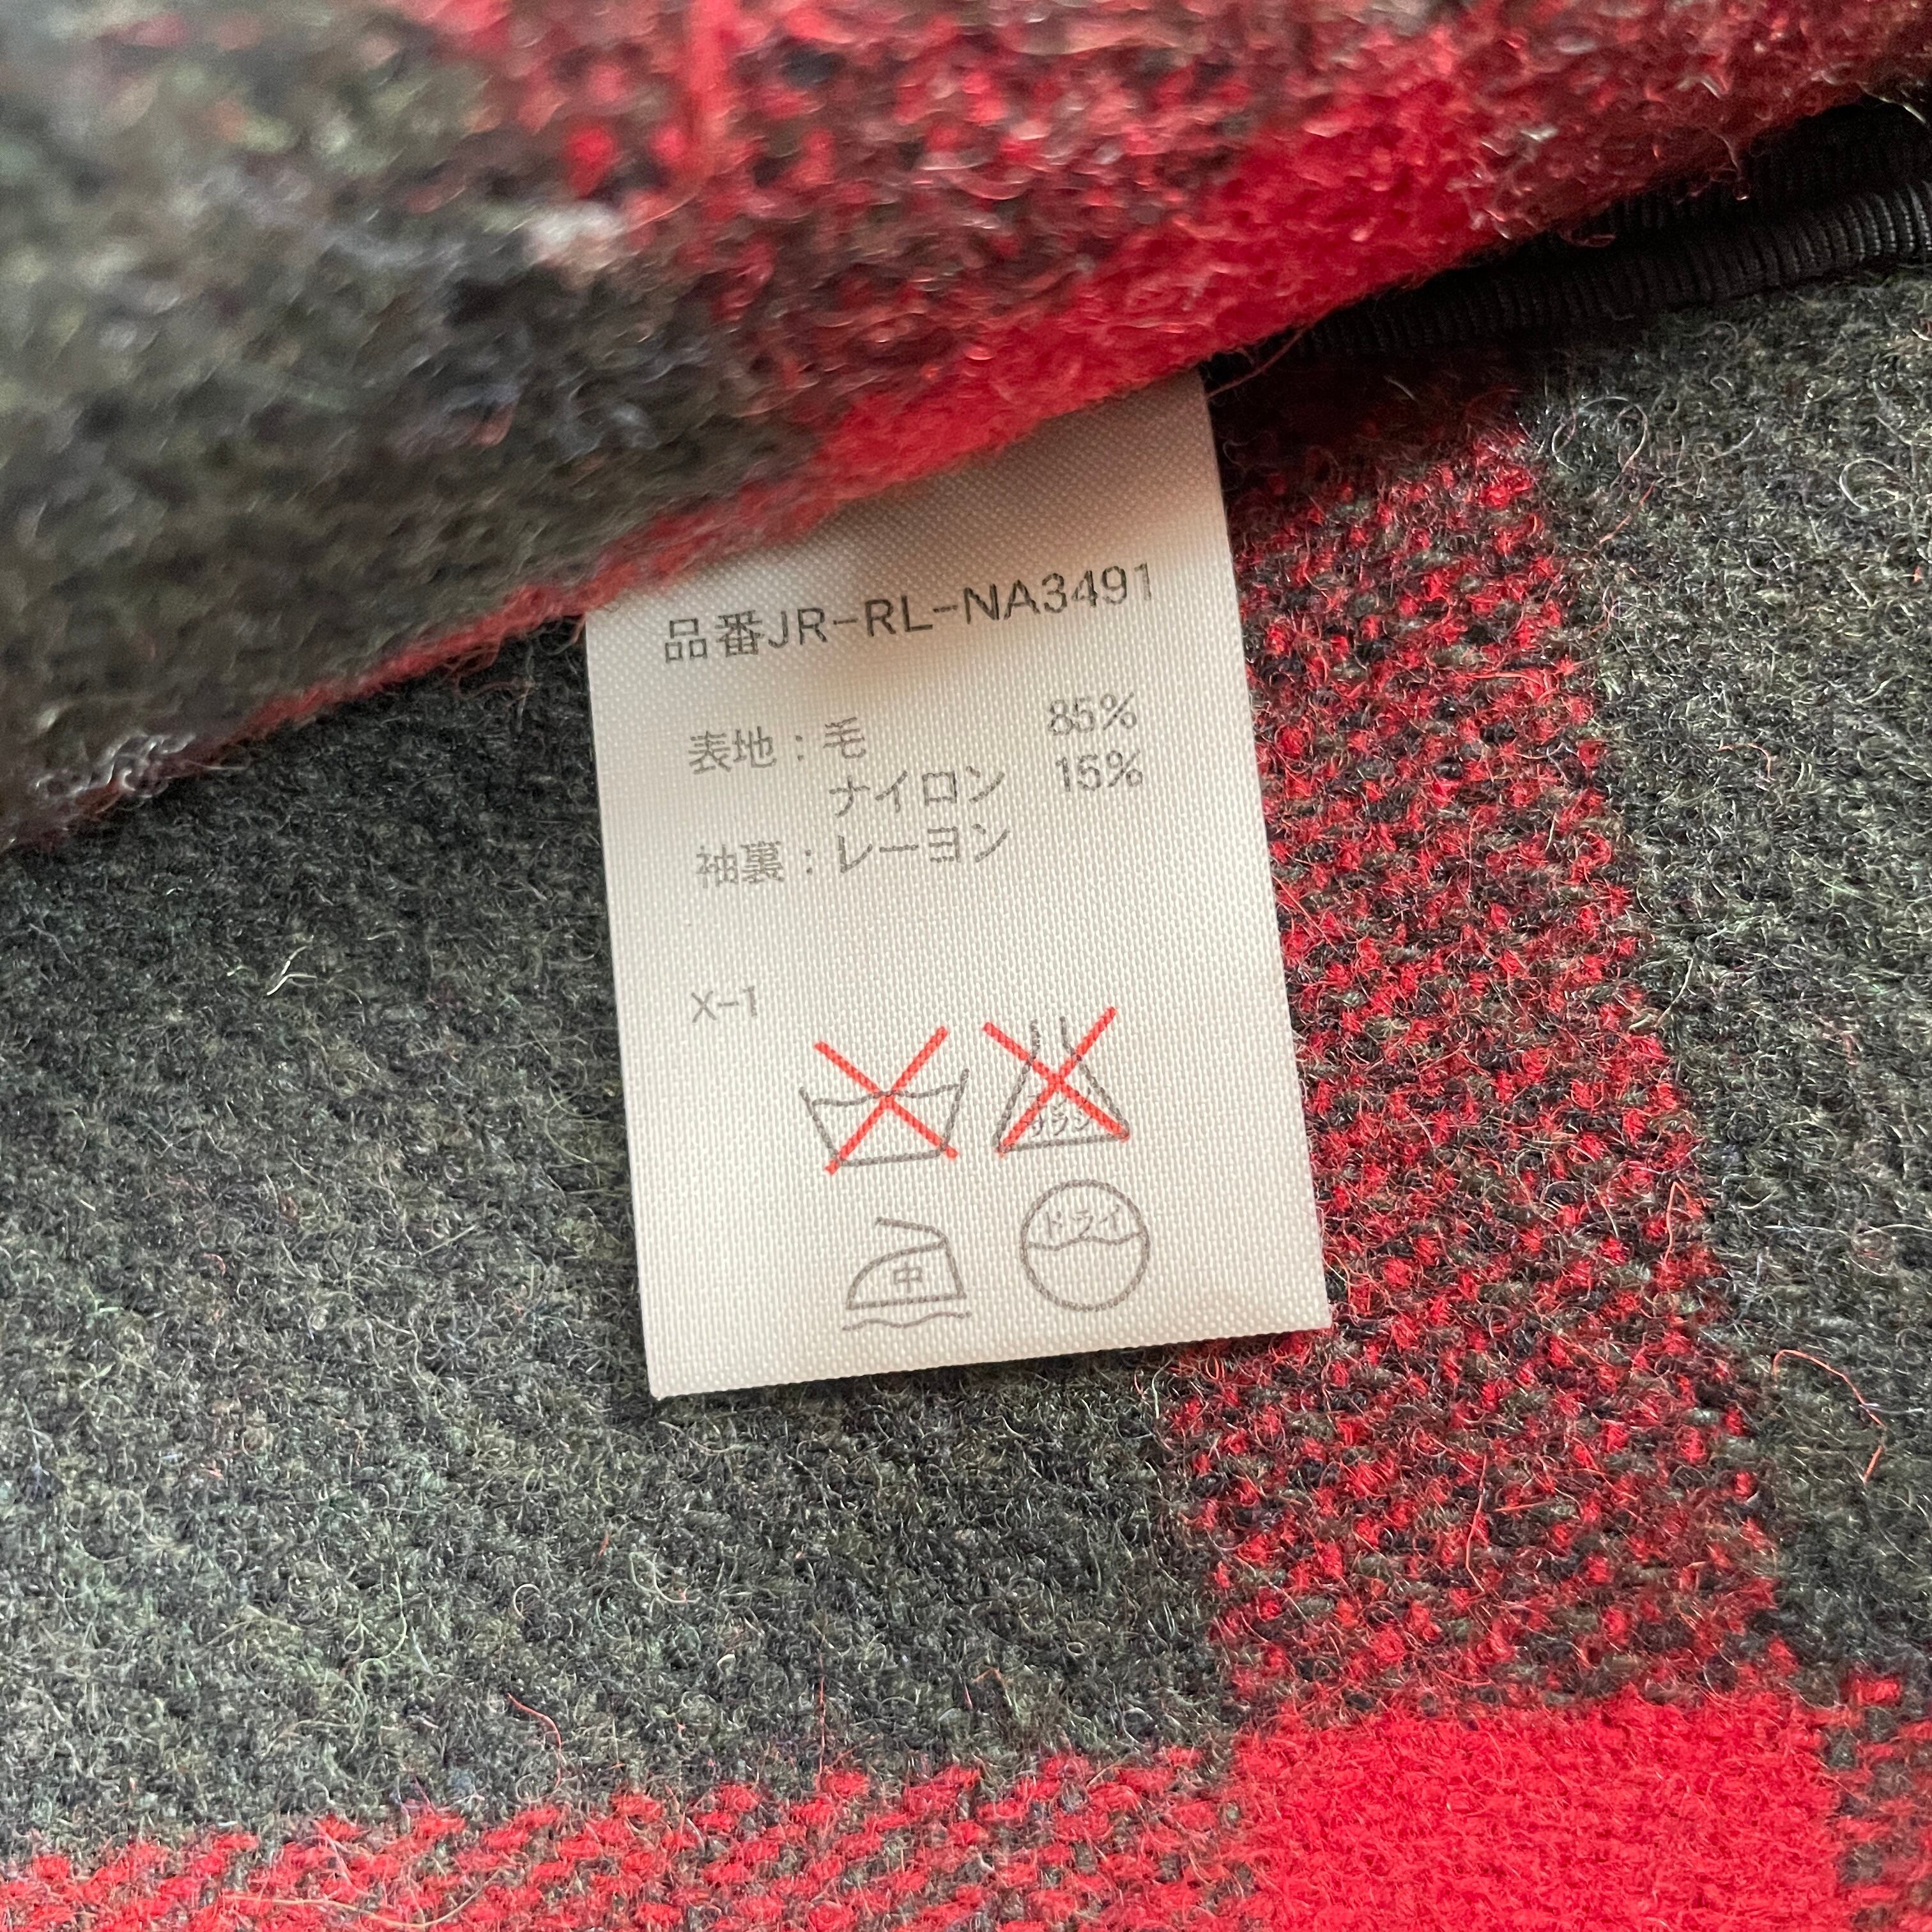 品番JR-RL-NA3491
表地:毛 85%
ナイロン 15%
袖裏:レーヨン
X-1
中
ドライ